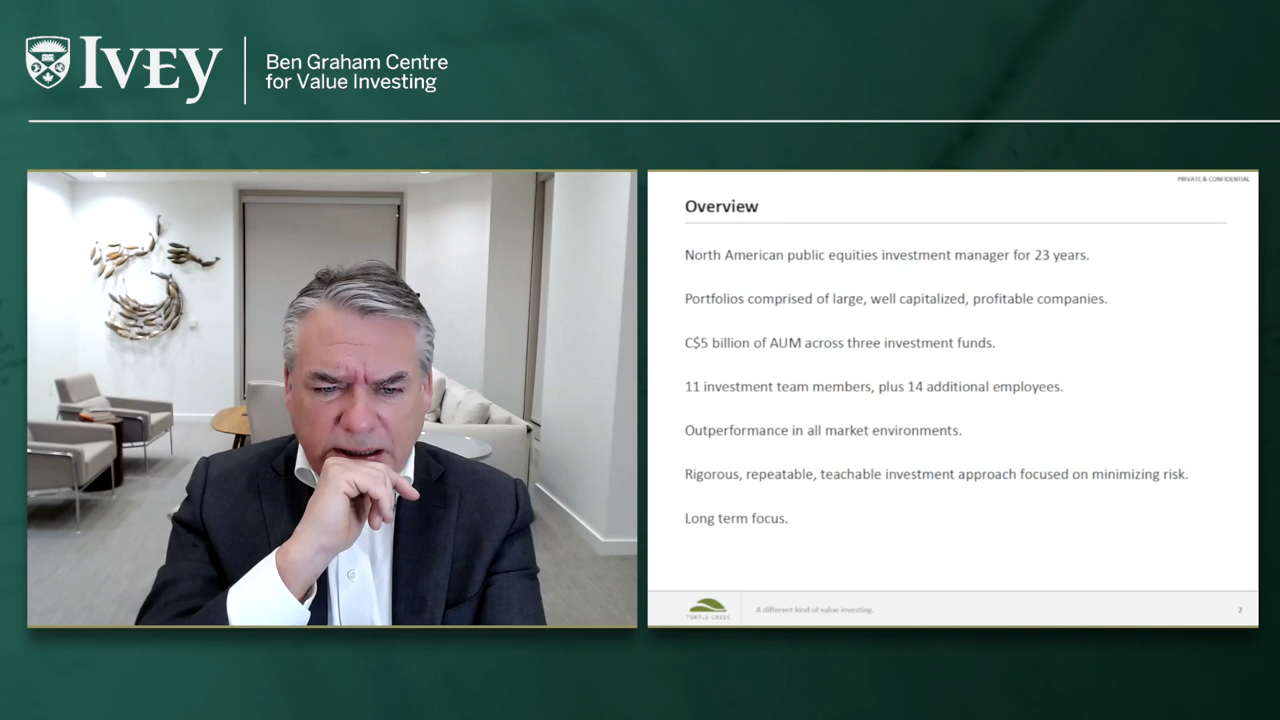 IVEY
Ben Graham Centre
for Value Investing
PRIVATE & CONFIDENTIAL
Overview
North American public equities investment manager for 23 years.
Portfolios comprised of large, well capitalized, profitable companies.
C$5 billion of AUM across three investment funds.
11 investment team members, plus 14 additional employees.
Outperformance in all market environments.
Rigorous, repeatable, teachable investment approach focused on minimizing risk.
Long term focus.
TURTLE CREEK
A different kind of value investing.
2